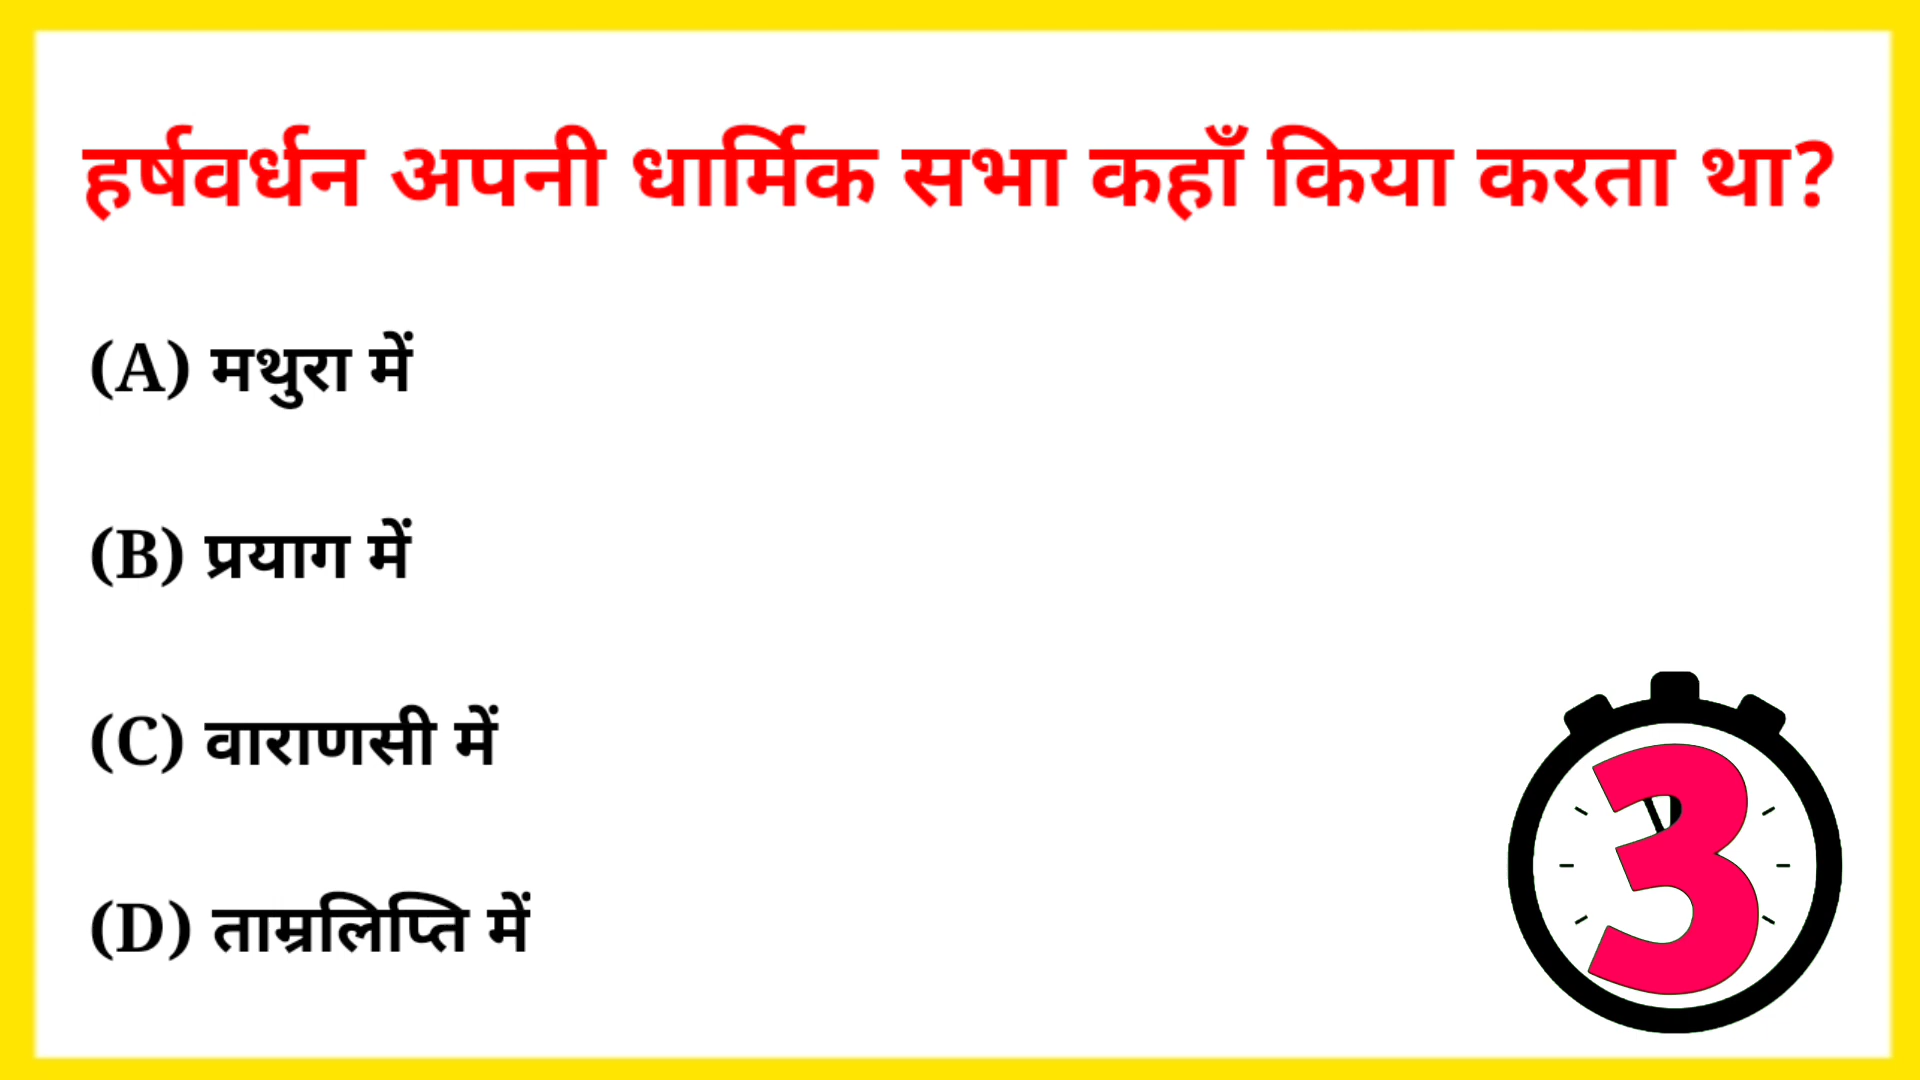 हर्षवर्धन अपनी धार्मिक सभा कहाँ किया करता था?
(A) मथुरा में
(B) प्रयाग में
(C) वाराणसी में
(D) ताम्रलिप्ति में
3